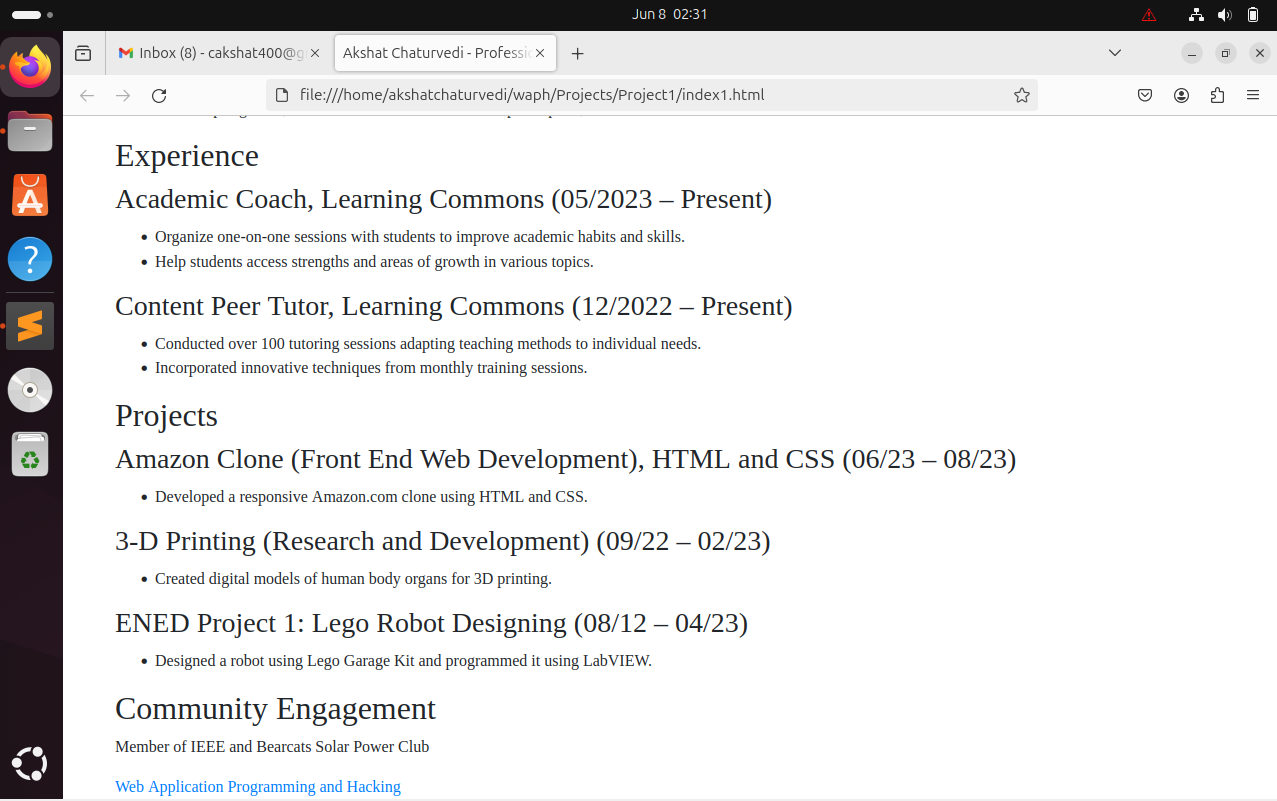 Jun 8 02:31
Inbox (8) - cakshat400@g
Akshat Chaturvedi - Professi
file:///home/akshatchaturvedi/waph/Projects/Project1/index1.html
Experience
Academic Coach, Learning Commons (05/2023 – Present)
• Organize one-on-one sessions with students to improve academic habits and skills.
• Help students access strengths and areas of growth in various topics.
Content Peer Tutor, Learning Commons (12/2022 – Present)
• Conducted over 100 tutoring sessions adapting teaching methods to individual needs.
• Incorporated innovative techniques from monthly training sessions.
Projects
Amazon Clone (Front End Web Development), HTML and CSS (06/23 – 08/23)
• Developed a responsive Amazon.com clone using HTML and CSS.
3-D Printing (Research and Development) (09/22 – 02/23)
• Created digital models of human body organs for 3D printing.
ENED Project 1: Lego Robot Designing (08/12 – 04/23)
• Designed a robot using Lego Garage Kit and programmed it using LabVIEW.
Community Engagement
Member of IEEE and Bearcats Solar Power Club
Web Application Programming and Hacking